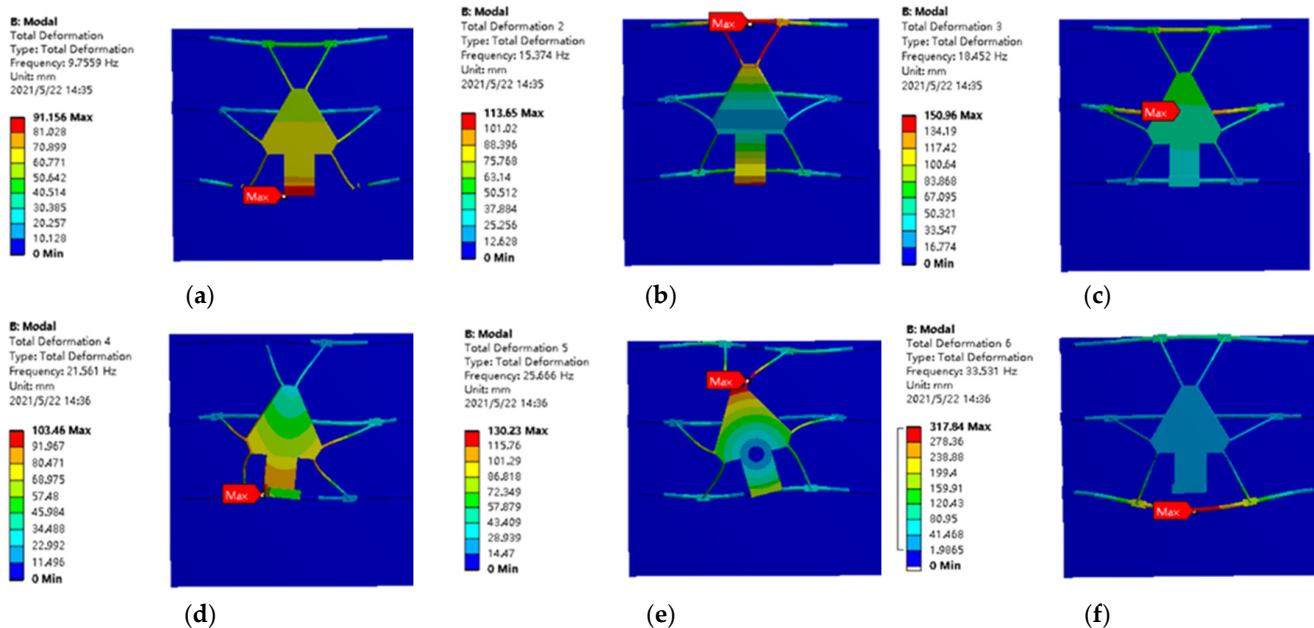 B: Modal
Total Deformation
Type: Total Deformation
Frequency: 9.7559 Hz
Unit: mm
2021/5/22 14:35
91.156 Max
81.028
70.899
60.771
50.642
40.514
30.385
20.257
10.128
0 Min
Max
(a)
B: Modal
Total Deformation 2
Type: Total Deformation
Frequency: 15.374 Hz
Unit: mm
2021/5/22 14:35
113.65 Max
101.02
88.396
75.768
63.14
50.512
37.884
25.256
12.628
0 Min
Max
(b)
B: Modal
Total Deformation 3
Type: Total Deformation
Frequency: 18.452 Hz
Unit: mm
2021/5/22 14:35
150.96 Max
134.19
117.42
100.64
83.868
67.095
50.321
33.547
16.774
0 Min
Max
(c)
B: Modal
Total Deformation 4
Type: Total Deformation
Frequency: 21.561 Hz
Unit: mm
2021/5/22 14:36
103.46 Max
91.967
80.471
68.975
57.48
45.984
34.488
22.992
11.496
0 Min
Max
(d)
B: Modal
Total Deformation 5
Type: Total Deformation
Frequency: 25.666 Hz
Unit: mm
2021/5/22 14:36
130.23 Max
115.76
101.29
86.818
72.349
57.879
43.409
28.939
14.47
0 Min
Max
(e)
B: Modal
Total Deformation 6
Type: Total Deformation
Frequency: 33.531 Hz
Unit: mm
2021/5/22 14:36
317.84 Max
278.36
238.88
199.4
159.91
120.43
80.95
41.468
1.9865
0 Min
Max
(f)